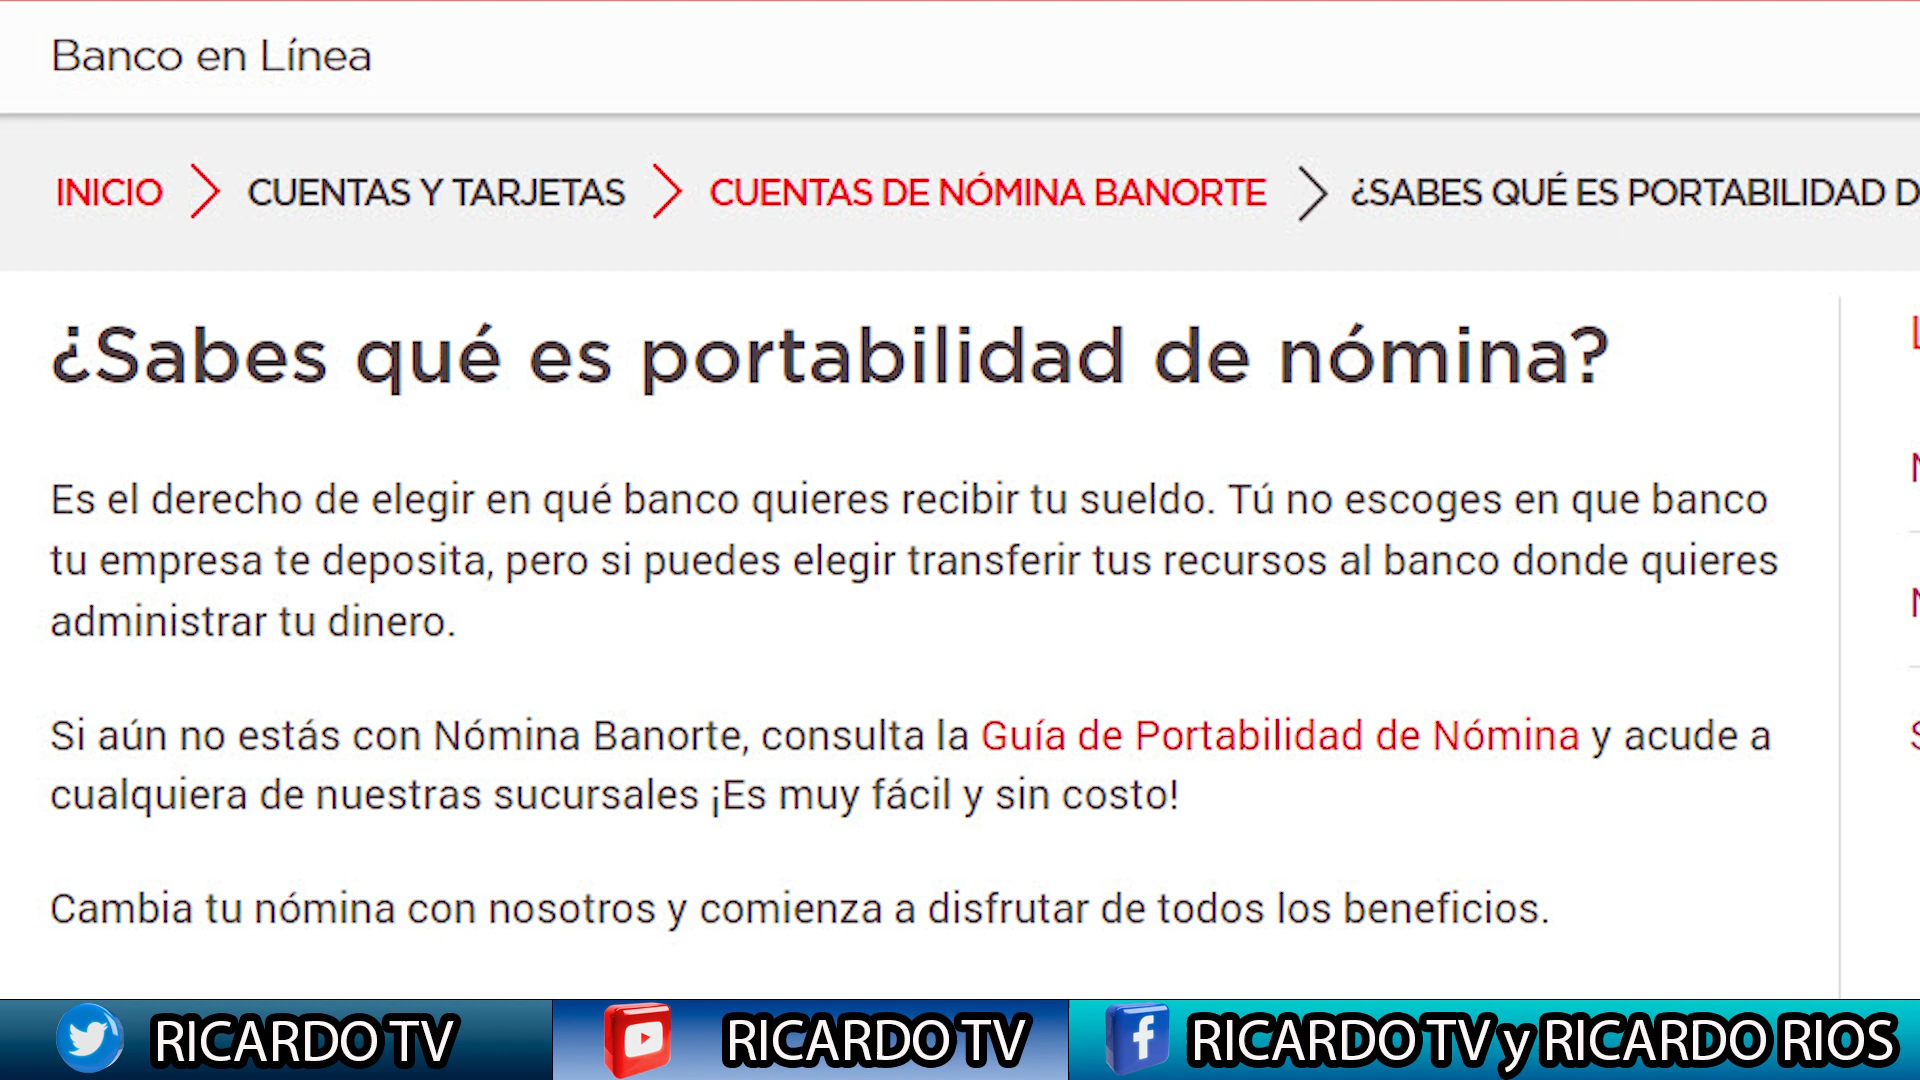 Banco en Línea
INICIO CUENTAS Y TARJETAS CUENTAS DE NÓMINA BANORTE ¿SABES QUÉ ES PORTABILIDAD D
¿Sabes qué es portabilidad de nómina?
Es el derecho de elegir en qué banco quieres recibir tu sueldo. Tú no escoges en que banco
tu empresa te deposita, pero si puedes elegir transferir tus recursos al banco donde quieres
administrar tu dinero.
Si aún no estás con Nómina Banorte, consulta la Guía de Portabilidad de Nómina y acude a
cualquiera de nuestras sucursales ¡Es muy fácil y sin costo!
Cambia tu nómina con nosotros y comienza a disfrutar de todos los beneficios.
RICARDO TV RICARDO TV RICARDO TV y RICARDO RIOS